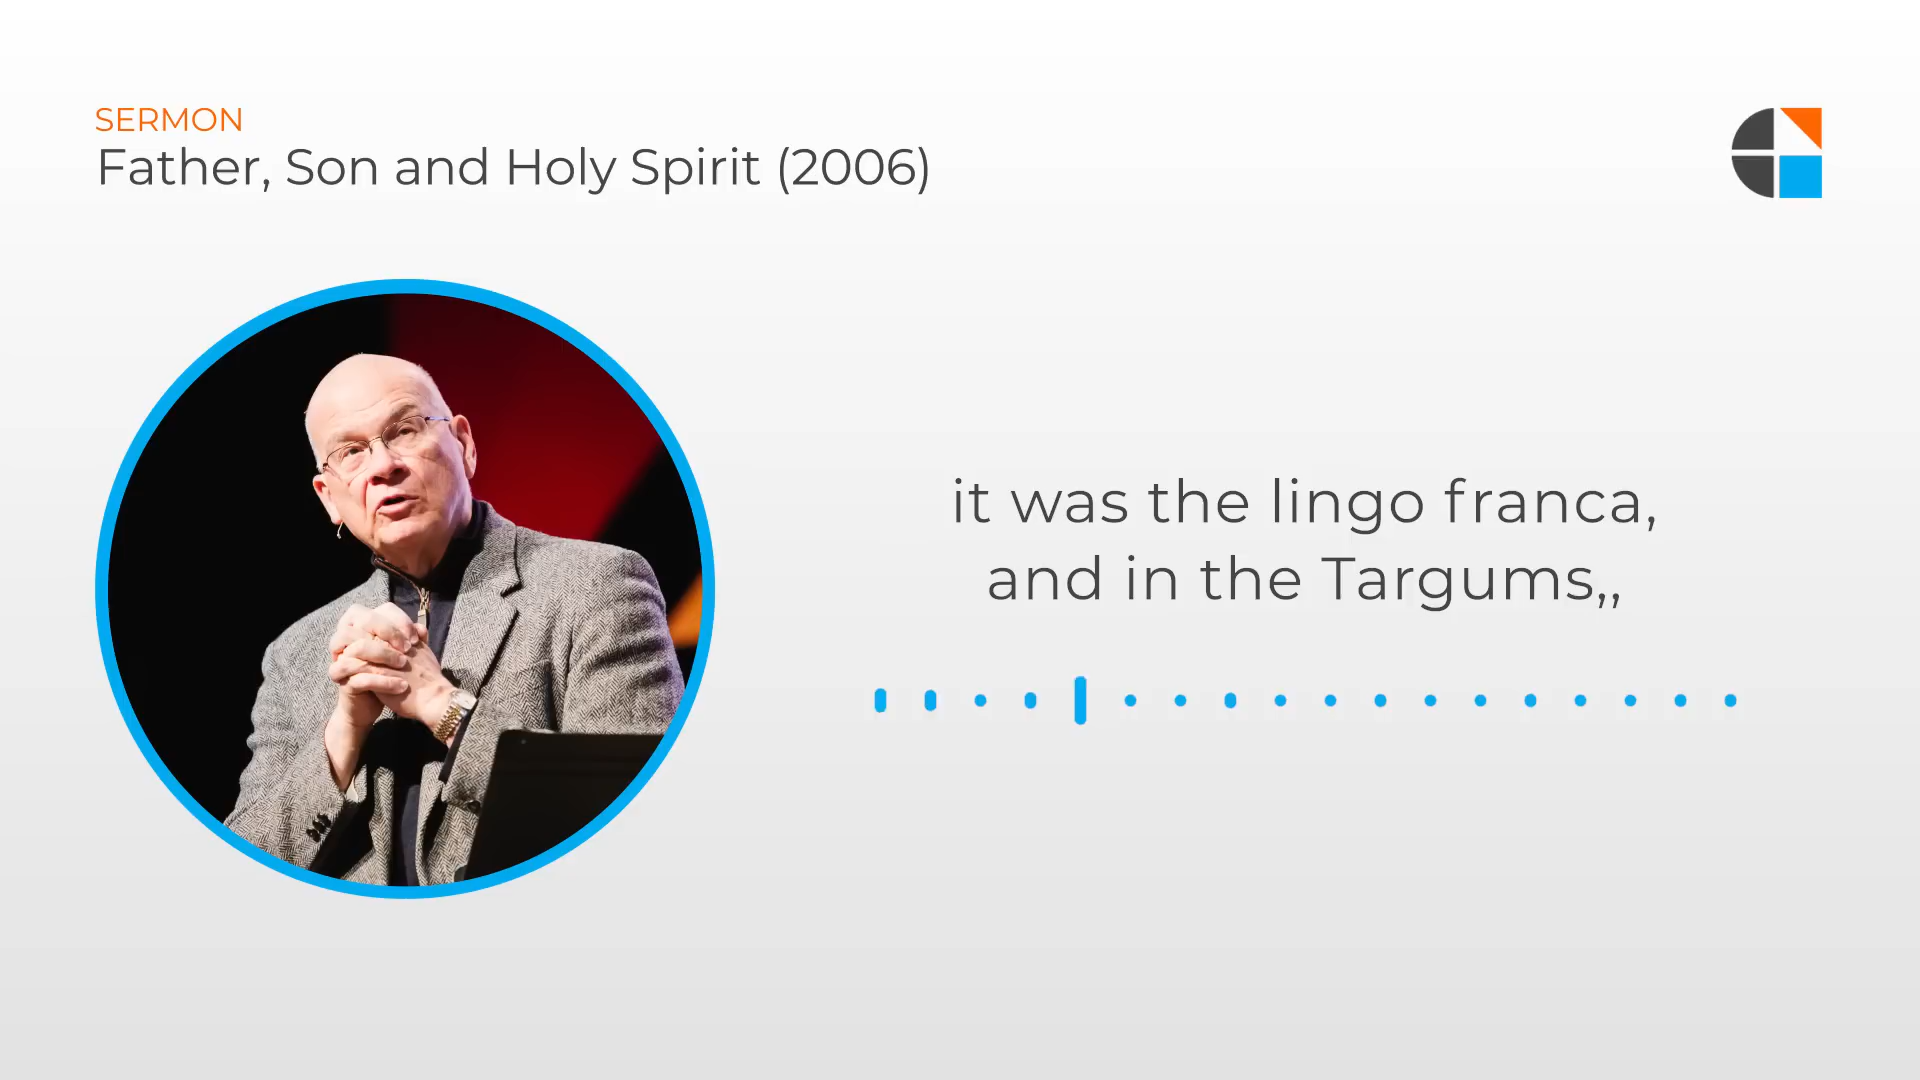 SERMON
Father, Son and Holy Spirit (2006)
it was the lingo franca,
and in the Targums,,